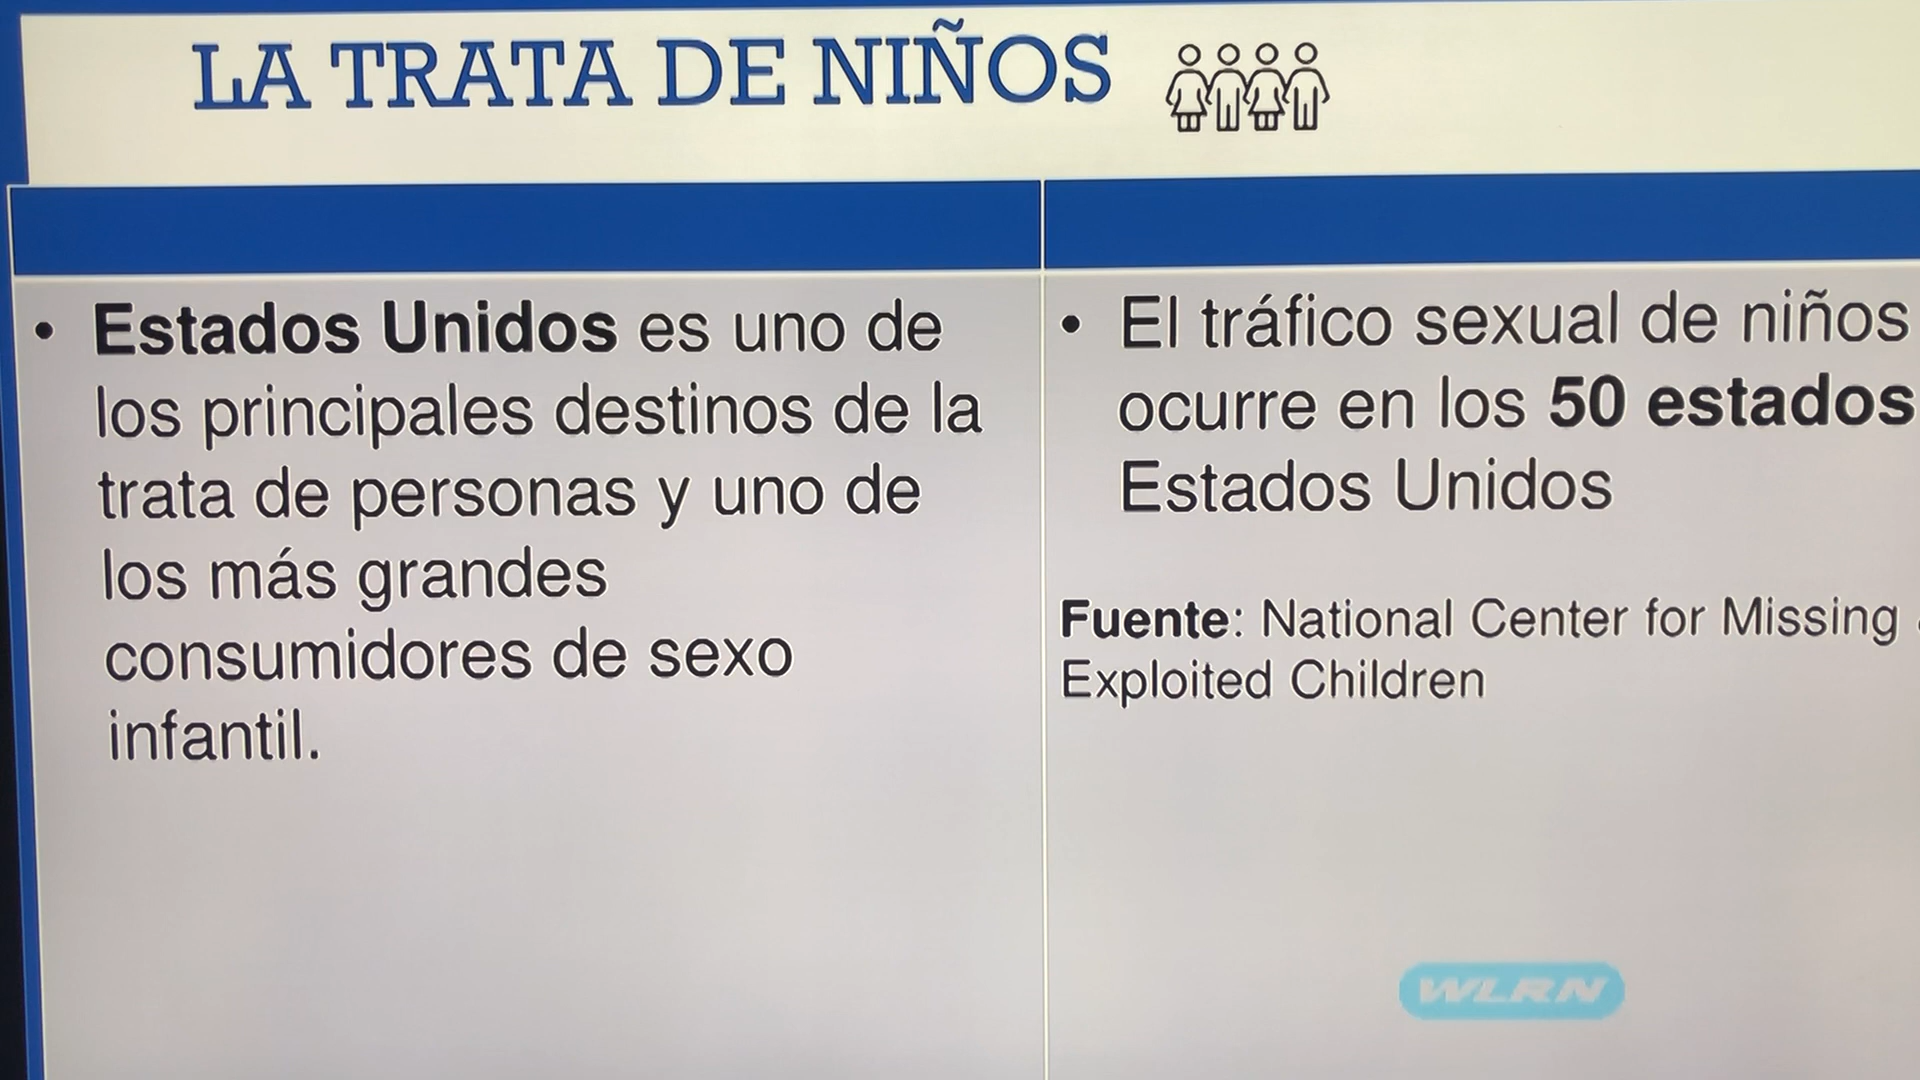 LA TRATA DE NIÑOS
• Estados Unidos es uno de
los principales destinos de la
trata de personas y uno de
los más grandes
consumidores de sexo
infantil.
• El tráfico sexual de niños
ocurre en los 50 estados
Estados Unidos
Fuente: National Center for Missing
Exploited Children
WLRN